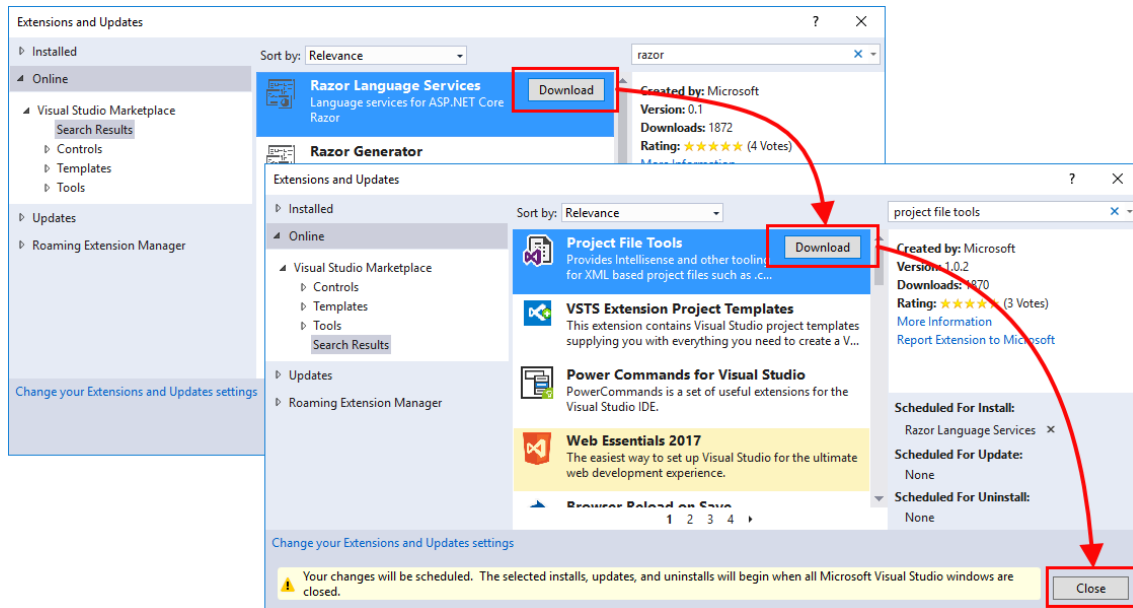 Extensions and Updates
Installed
Online
Visual Studio Marketplace
Search Results
Controls
Templates
Tools
Updates
Roaming Extension Manager
Change your Extensions and Updates settings
Sort by: Relevance
Razor Language Services
Language services for ASP.NET Core
Razor
Download
Razor Generator
razor
Created by: Microsoft
Version: 0.1
Downloads: 1872
Rating: (4 Votes)
More Information
Extensions and Updates
Installed
Online
Visual Studio Marketplace
Controls
Templates
Tools
Search Results
Updates
Roaming Extension Manager
Sort by: Relevance
Project File Tools
Provides Intellisense and other tooling
for XML based project files such as .c...
Download
VSTS Extension Project Templates
This extension contains Visual Studio project templates
supplying you with everything you need to create a V...
Power Commands for Visual Studio
PowerCommands is a set of useful extensions for the
Visual Studio IDE.
Web Essentials 2017
The easiest way to set up Visual Studio for the ultimate
web development experience.
Browser Reload on Save
1 2 3 4
project file tools
Created by: Microsoft
Version: 1.0.2
Downloads: 1870
Rating: (3 Votes)
More Information
Report Extension to Microsoft
Scheduled For Install:
Razor Language Services
Scheduled For Update:
None
Scheduled For Uninstall:
None
Change your Extensions and Updates settings
Your changes will be scheduled. The selected installs, updates, and uninstalls will begin when all Microsoft Visual Studio windows are
closed.
Close